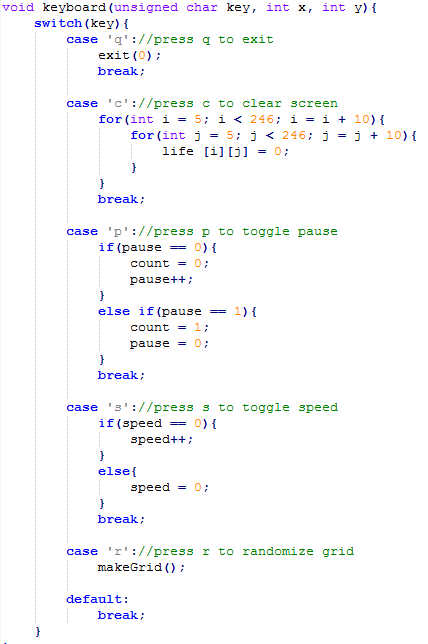 void keyboard(unsigned char key, int x, int y){
    switch(key){
        case 'q'://press q to exit
            exit(0);
            break;

        case 'c'://press c to clear screen
            for(int i = 5; i < 246; i = i + 10){
                for(int j = 5; j < 246; j = j + 10){
                    life [i][j] = 0;
                }
            }
            break;

        case 'p'://press p to toggle pause
            if(pause == 0){
                count = 0;
                pause++;
            }
            else if(pause == 1){
                count = 1;
                pause = 0;
            }
            break;

        case 's'://press s to toggle speed
            if(speed == 0){
                speed++;
            }
            else{
                speed = 0;
            }
            break;

        case 'r'://press r to randomize grid
            makeGrid();

        default:
            break;
    }